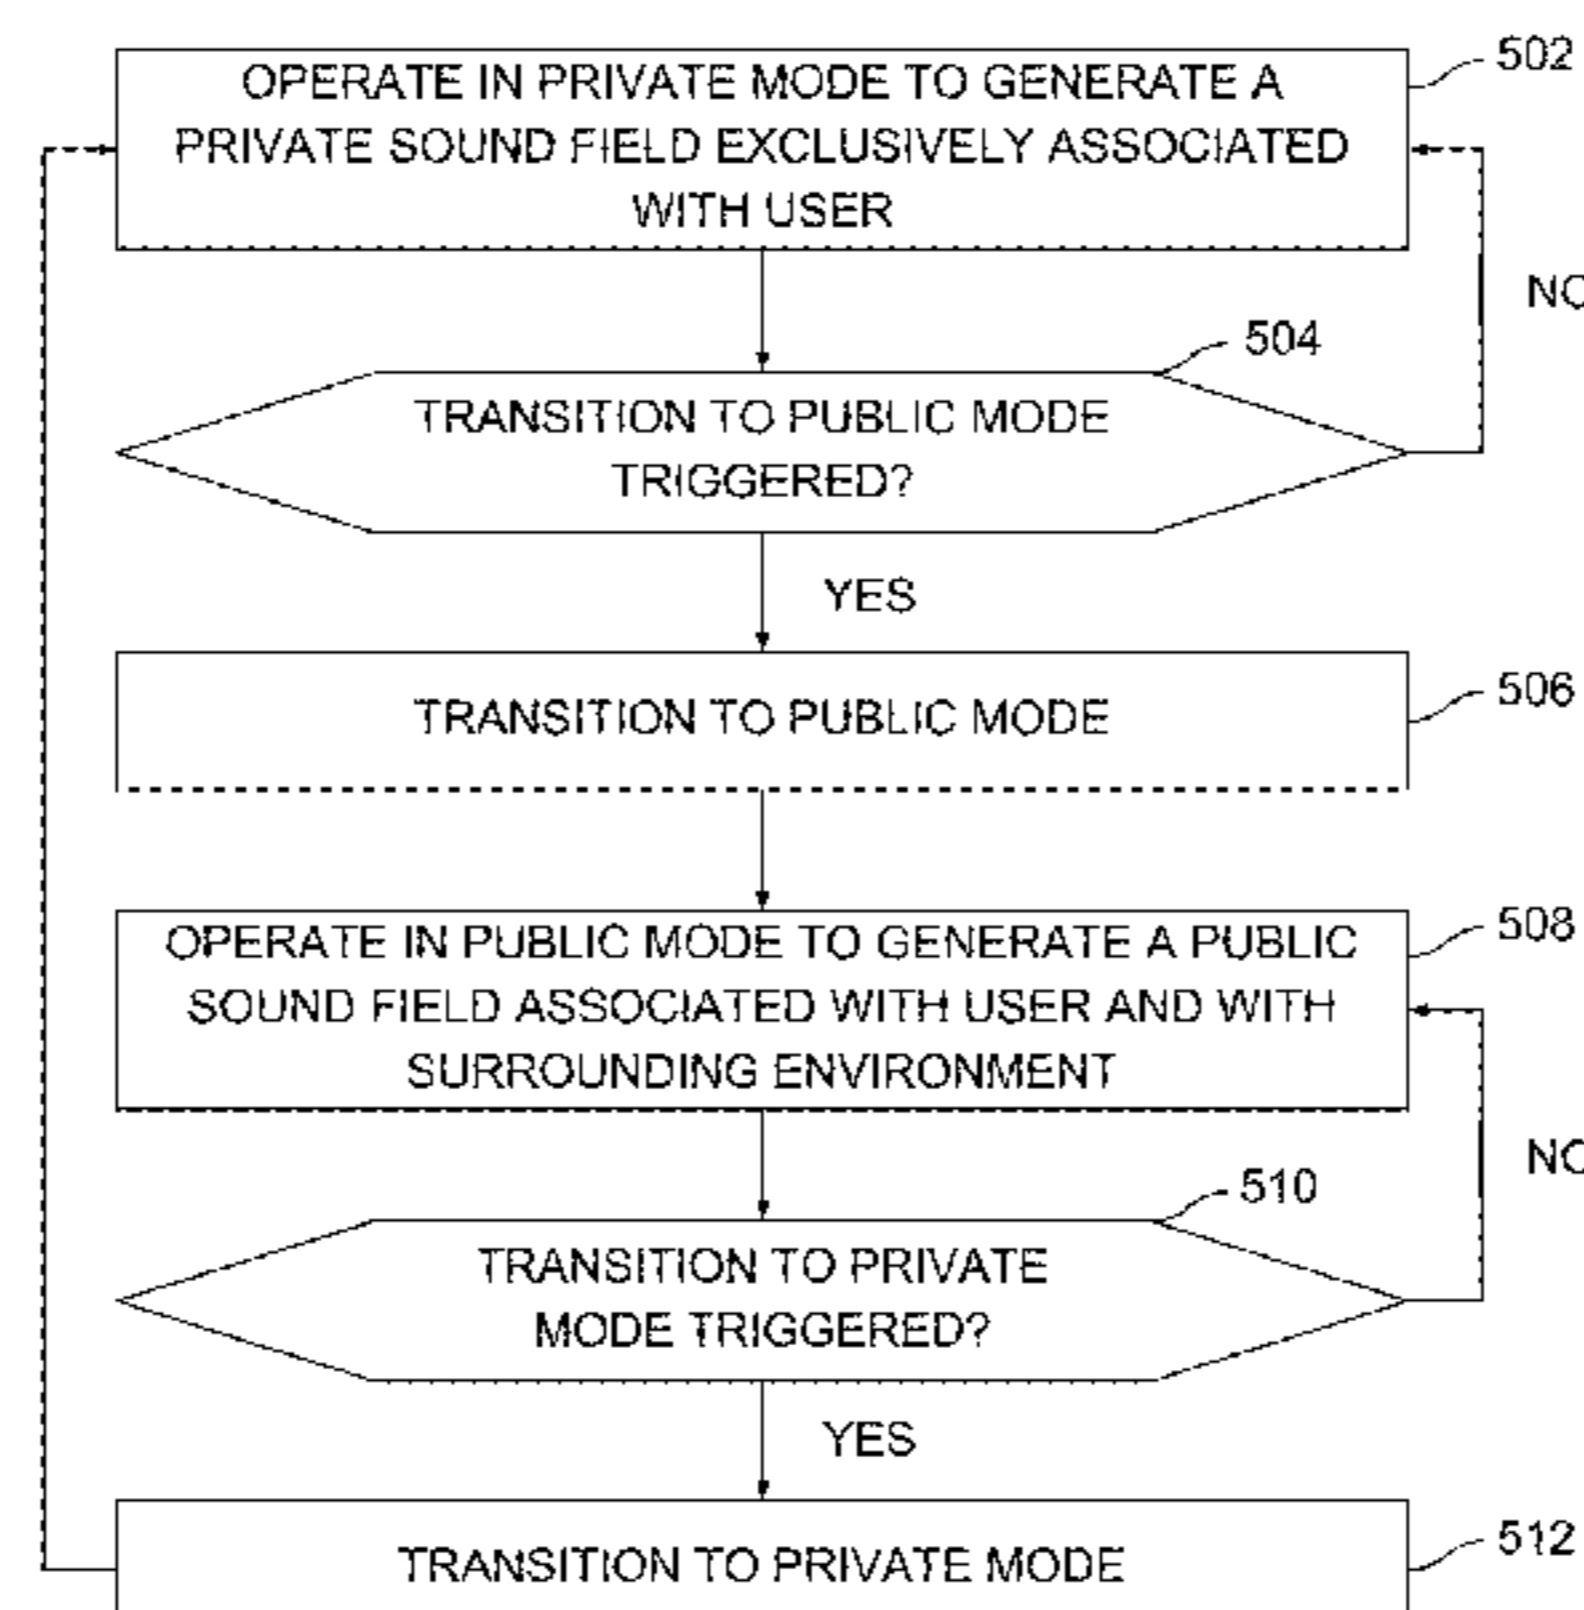 502
OPERATE IN PRIVATE MODE TO GENERATE A
PRIVATE SOUND FIELD EXCLUSIVELY ASSOCIATED
WITH USER
NO
504
TRANSITION TO PUBLIC MODE
TRIGGERED?
YES
506
TRANSITION TO PUBLIC MODE
508
OPERATE IN PUBLIC MODE TO GENERATE A PUBLIC
SOUND FIELD ASSOCIATED WITH USER AND WITH
SURROUNDING ENVIRONMENT
NO
510
TRANSITION TO PRIVATE
MODE TRIGGERED?
YES
512
TRANSITION TO PRIVATE MODE